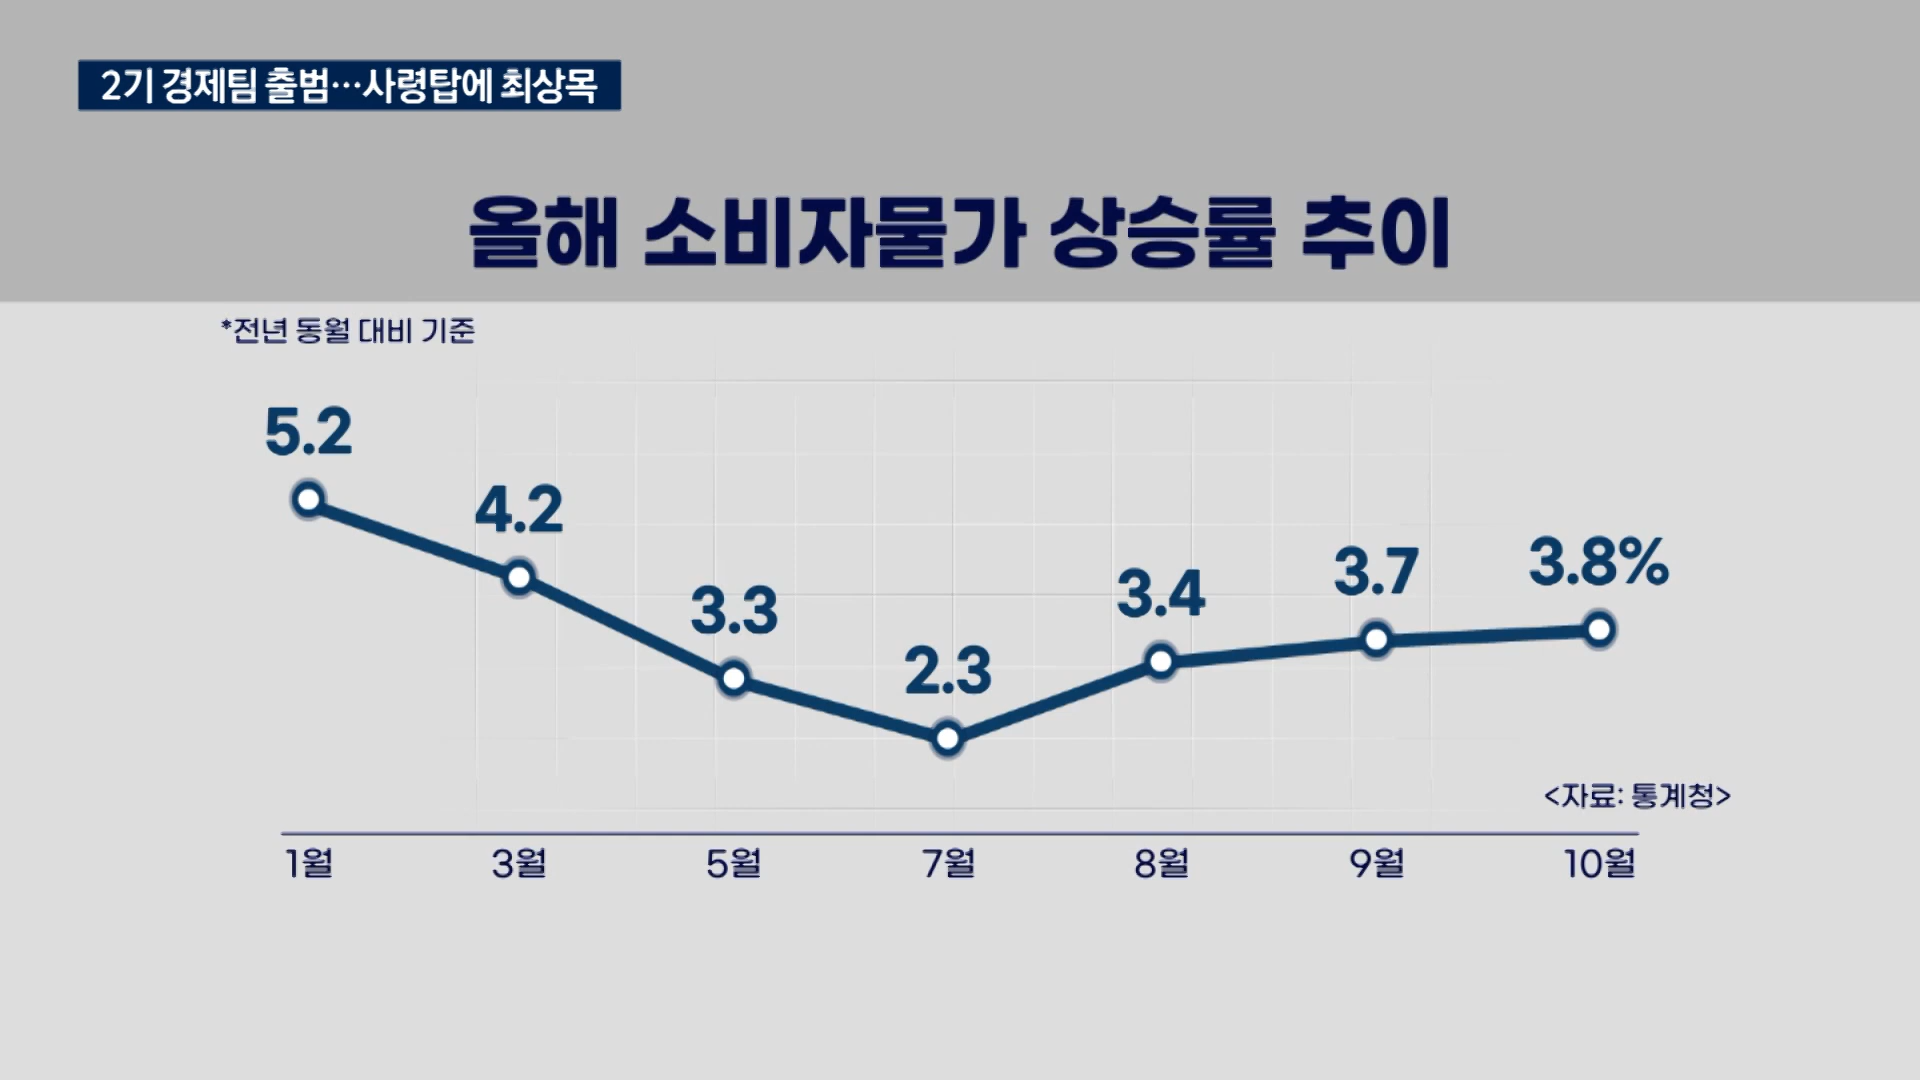 2기 경제팀 출범…사령탑에 최상목
올해 소비자물가 상승률 추이
*전년 동월 대비 기준
5.2
4.2
3.3
2.3
3.4
3.7
3.8%
<자료: 통계청>
1월 3월 5월 7월 8월 9월 10월